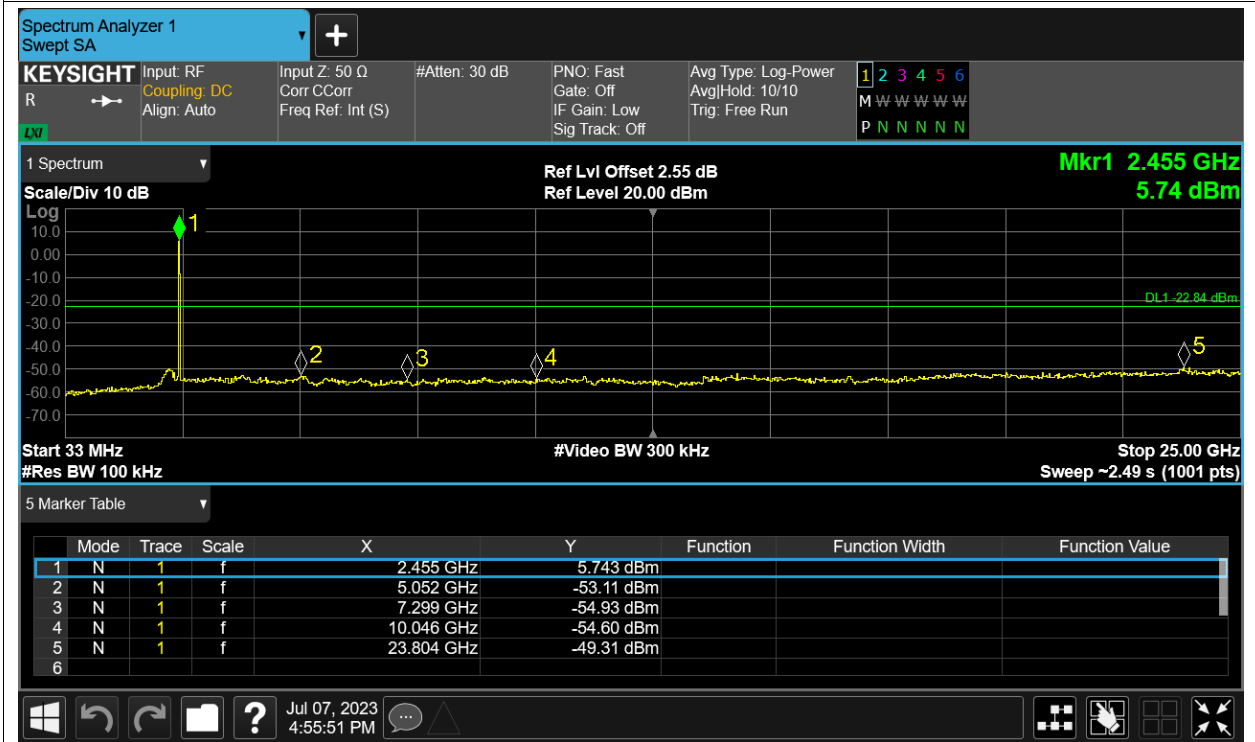 Spectrum Analyzer 1
Swept SA
+
KEYSIGHT Input: RF Input Z: 50 Ω #Atten: 30 dB PNO: Fast Avg Type: Log-Power 1 2 3 4 5 6
R Coupling: DC Corr CCorr Gate: Off Avg|Hold: 10/10 M W W W W W
Align: Auto Freq Ref: Int (S) IF Gain: Low Trig: Free Run
LXI Sig Track: Off P N N N N N
1 Spectrum
Ref Lvl Offset 2.55 dB Mkr1 2.455 GHz
Scale/Div 10 dB Ref Level 20.00 dBm 5.74 dBm
Log
1
10.0
0.00
-10.0
-20.0 DL1 -22.84 dBm
-30.0
-40.0
2 3 4 5
-50.0
-60.0
-70.0
Start 33 MHz #Video BW 300 kHz Stop 25.00 GHz
#Res BW 100 kHz Sweep ~2.49 s (1001 pts)
5 Marker Table
Mode Trace Scale X Y Function Function Width Function Value
1 N 1 f 2.455 GHz 5.743 dBm
2 N 1 f 5.052 GHz -53.11 dBm
3 N 1 f 7.299 GHz -54.93 dBm
4 N 1 f 10.046 GHz -54.60 dBm
5 N 1 f 23.804 GHz -49.31 dBm
6
? Jul 07, 2023
4:55:51 PM